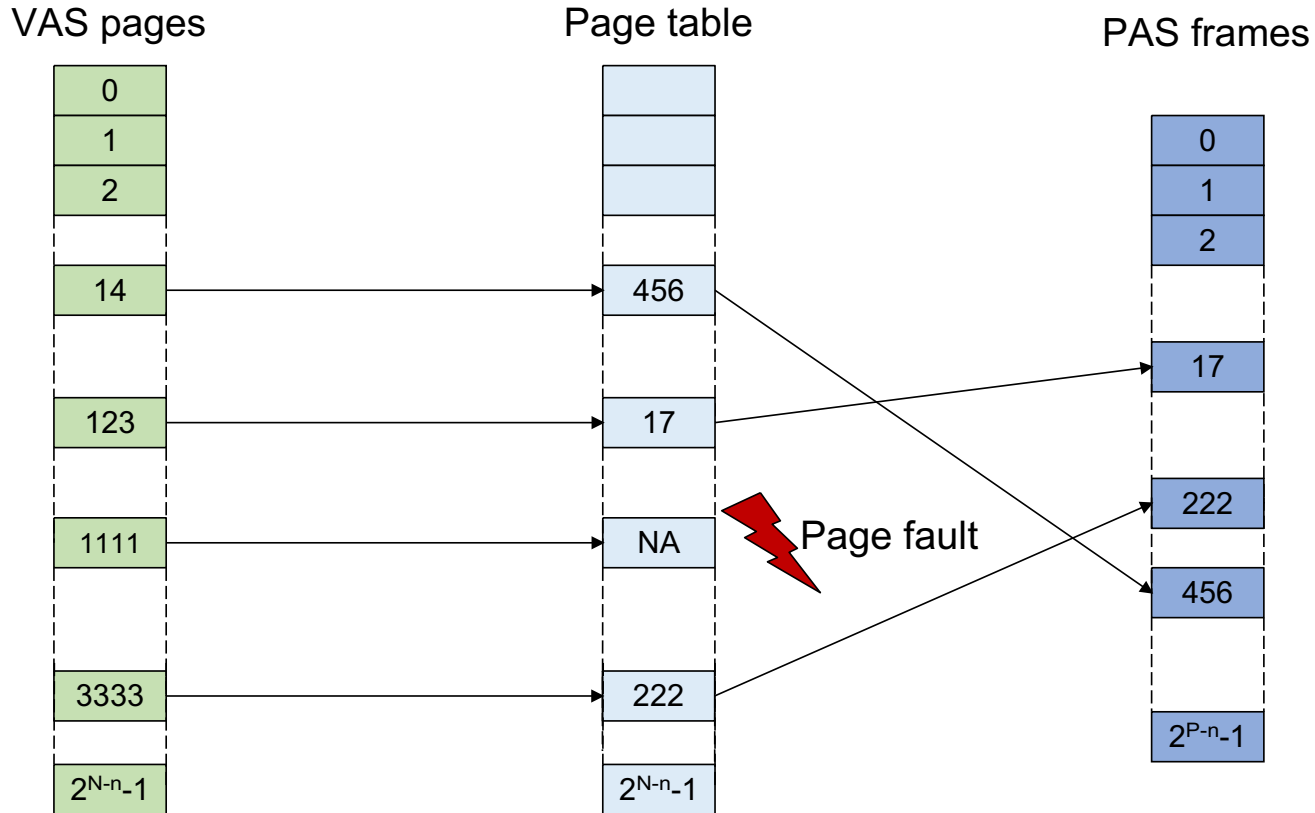 VAS pages
Page table
PAS frames
0
1
2
14
123
1111
3333
2^N-n-1
456
17
NA
222
2^N-n-1
Page fault
0
1
2
17
222
456
2^P-n-1